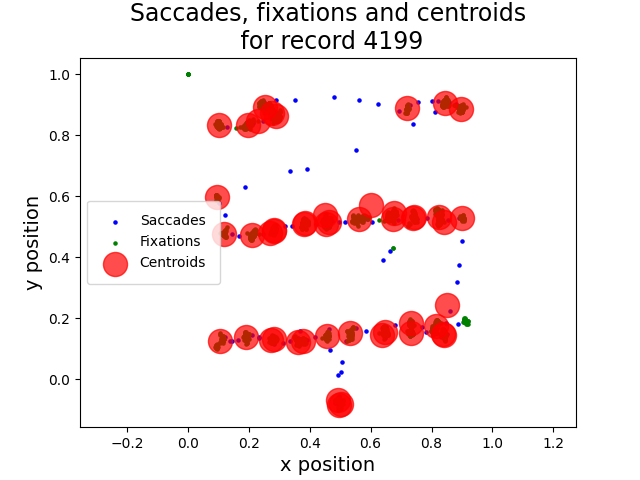 Saccades, fixations and centroids
for record 4199
1.0
0.8
0.6
0.4
0.2
0.0
y position
Saccades
Fixations
Centroids
−0.2
0.0
0.2
0.4
0.6
0.8
1.0
1.2
x position